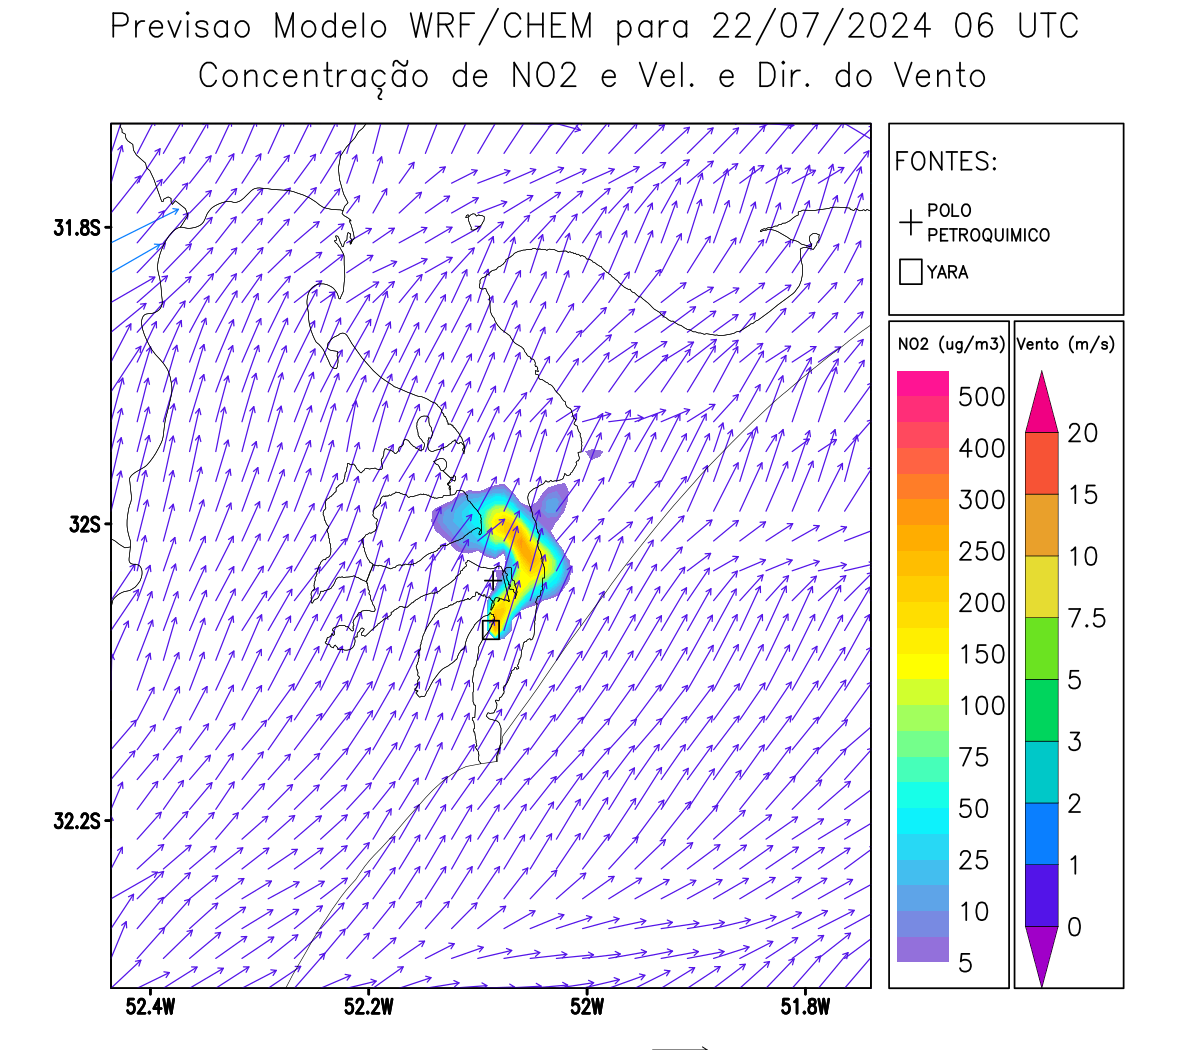 Previsao Modelo WRF/CHEM para 22/07/2024 06 UTC
Concentração de NO2 e Vel. e Dir. do Vento
FONTES:
POLO
PETROQUIMICO
YARA
NO2 (ug/m3)
500
400
300
250
200
150
100
75
50
25
10
5
Vento (m/s)
20
15
10
7.5
5
3
2
1
0
31.8S
32S
32.2S
52.4W
52.2W
52W
51.8W